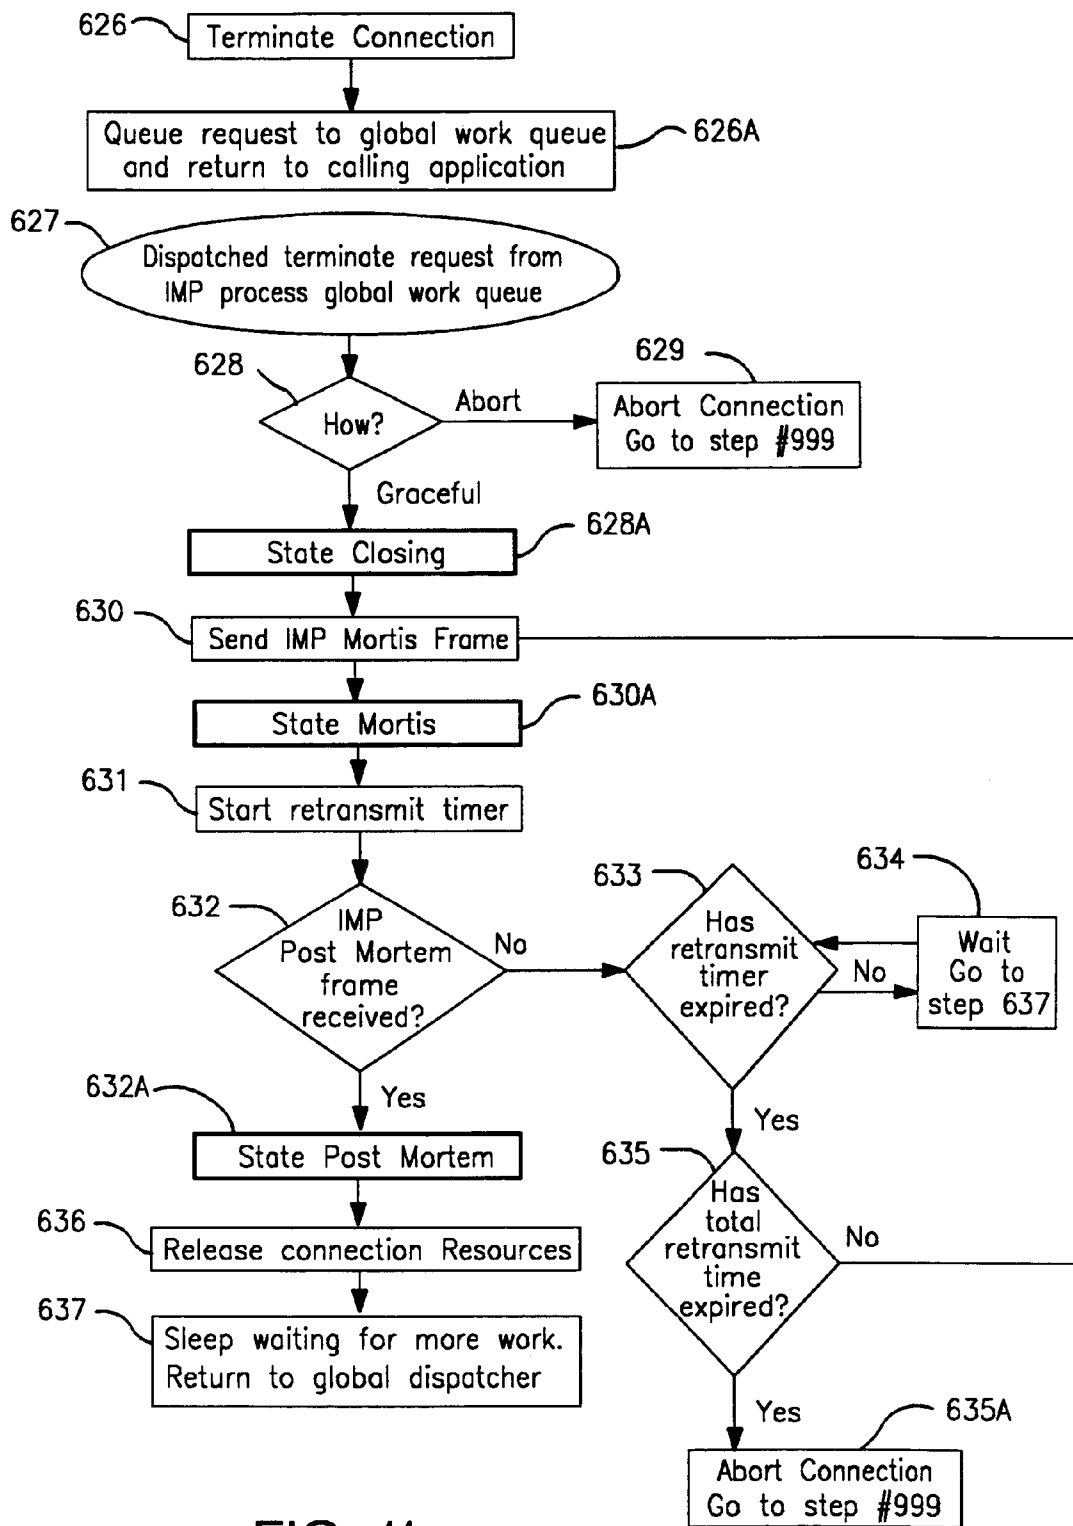 626
Terminate Connection
Queue request to global work queue
and return to calling application
626A
627
Dispatched terminate request from
IMP process global work queue
628
How?
Abort
629
Abort Connection
Go to step #999
Graceful
628A
State Closing
630
Send IMP Mortis Frame
630A
State Mortis
631
Start retransmit timer
632
IMP
Post Mortem
frame
received?
No
633
Has
retransmit
timer
expired?
No
634
Wait
Go to
step 637
Yes
632A
State Post Mortem
Yes
635
Has
total
retransmit
time
expired?
No
636
Release connection Resources
637
Sleep waiting for more work.
Return to global dispatcher
Yes
635A
Abort Connection
Go to step #999